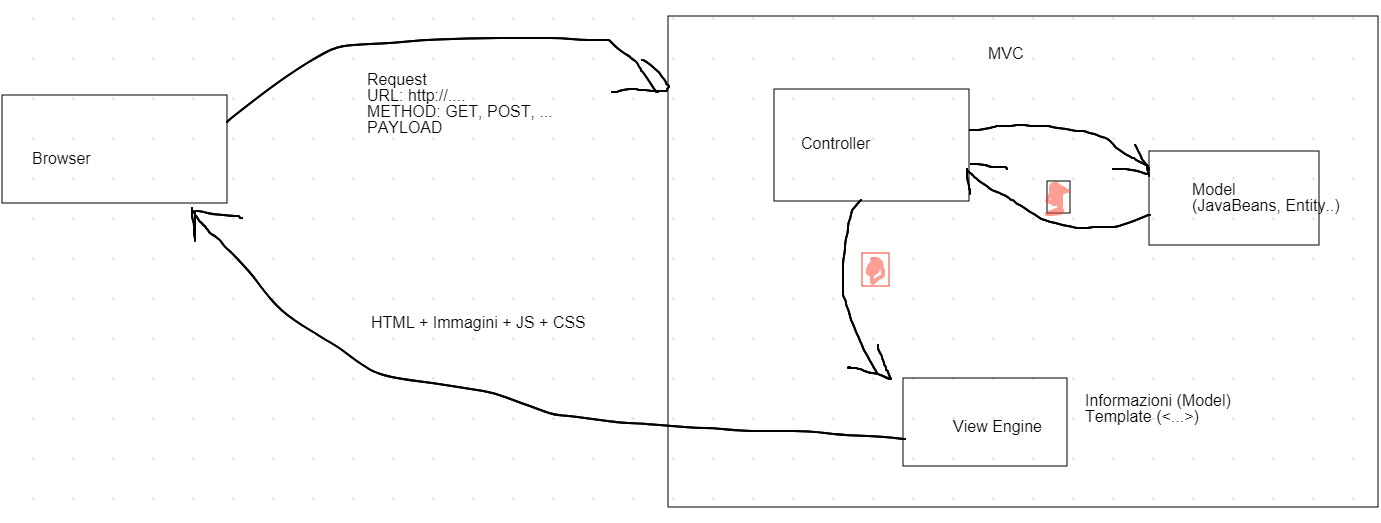 MVC
Request
URL: http://....
METHOD: GET, POST, ...
PAYLOAD
Browser
Controller
Model
(JavaBeans, Entity..)
HTML + Immagini + JS + CSS
View Engine
Informazioni (Model)
Template (<...>)